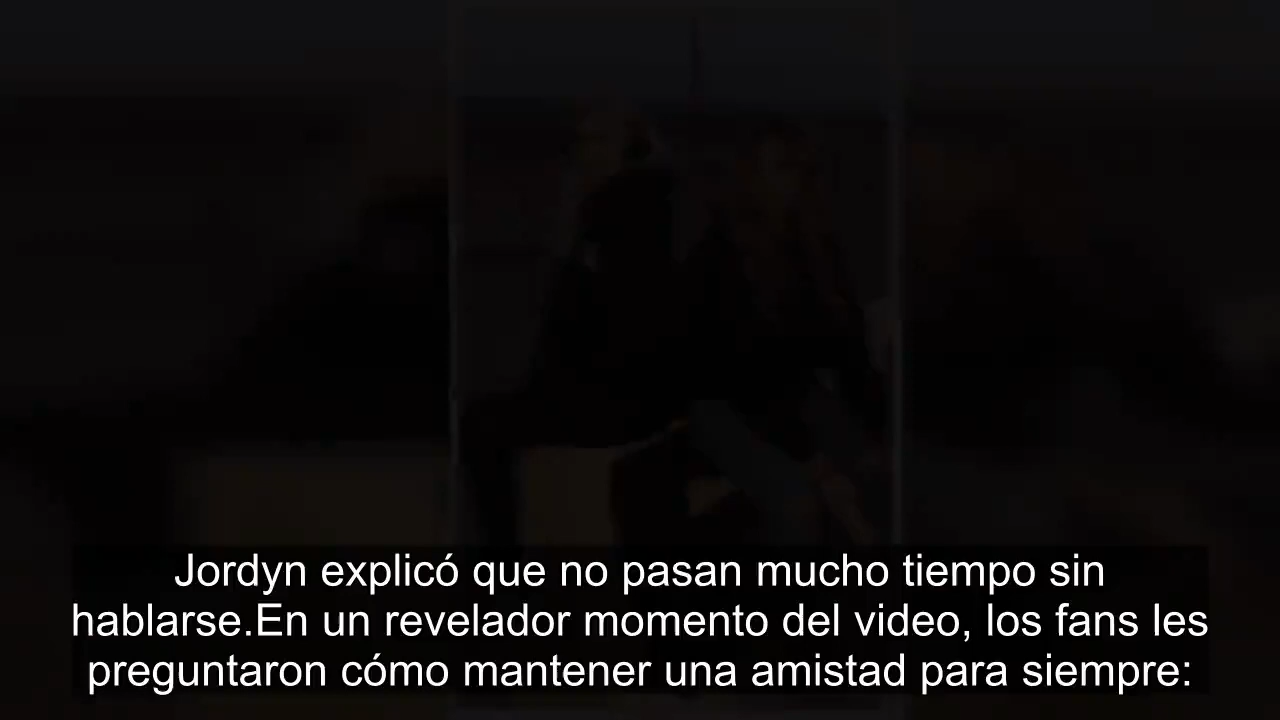 Jordyn explicó que no pasan mucho tiempo sin
hablarse.En un revelador momento del video, los fans les
preguntaron cómo mantener una amistad para siempre: